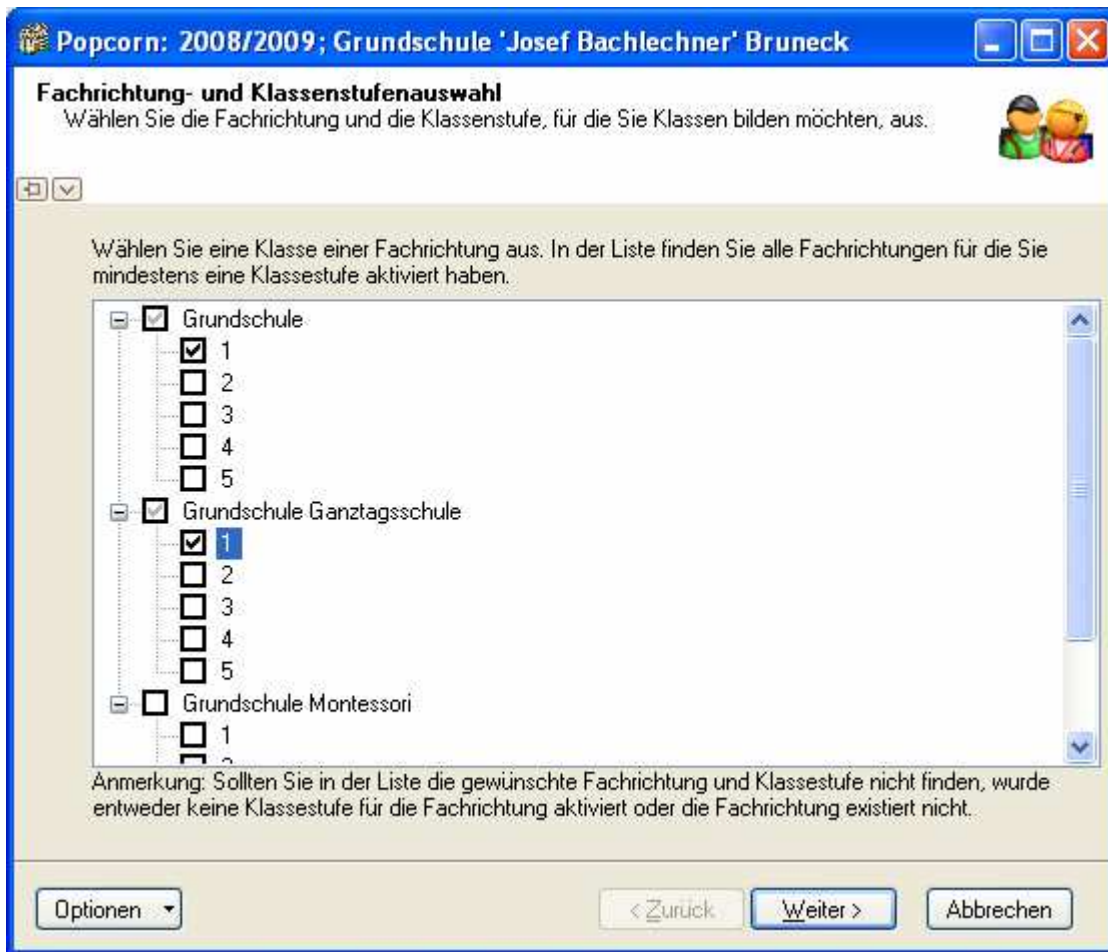 Popcorn: 2008/2009; Grundschule 'Josef Bachlechner' Bruneck
Fachrichtung- und Klassenstufenauswahl
Wählen Sie die Fachrichtung und die Klassenstufe, für die Sie Klassen bilden möchten, aus.
Wählen Sie eine Klasse einer Fachrichtung aus. In der Liste finden Sie alle Fachrichtungen für die Sie
mindestens eine Klassestufe aktiviert haben.
Grundschule
1
2
3
4
5
Grundschule Ganztagsschule
1
2
3
4
5
Grundschule Montessori
1
Anmerkung: Sollten Sie in der Liste die gewünschte Fachrichtung und Klassestufe nicht finden, wurde
entweder keine Klassestufe für die Fachrichtung aktiviert oder die Fachrichtung existiert nicht.
Optionen
< Zurück
Weiter >
Abbrechen